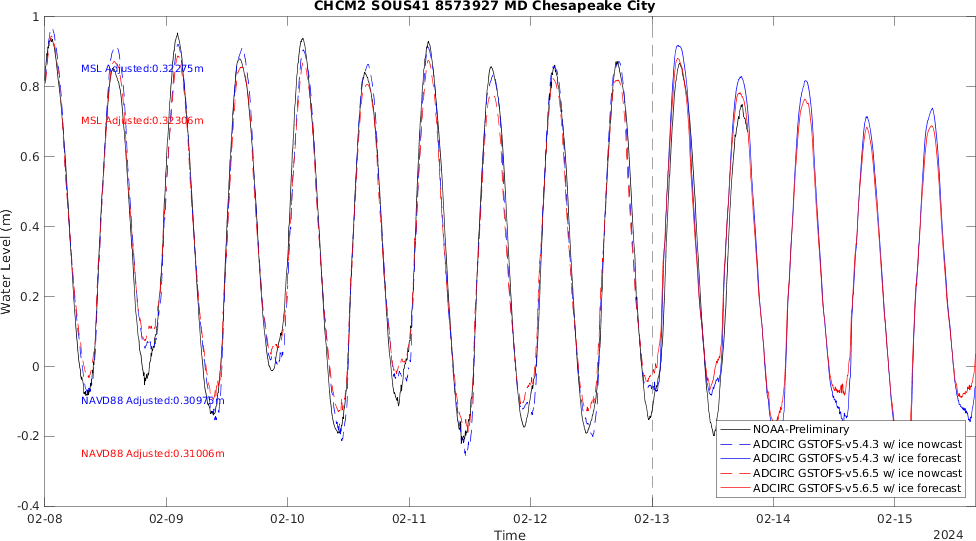 CHCM2 SOUS41 8573927 MD Chesapeake City
1
0.8
0.6
0.4
0.2
0
-0.2
-0.4
Water Level (m)
MSL Adjusted:0.32275m
MSL Adjusted:0.32306m
NAVD88 Adjusted:0.30973m
NAVD88 Adjusted:0.31006m
NOAA-Preliminary
ADCIRC GSTOFS-v5.4.3 w/ ice nowcast
ADCIRC GSTOFS-v5.4.3 w/ ice forecast
ADCIRC GSTOFS-v5.6.5 w/ ice nowcast
ADCIRC GSTOFS-v5.6.5 w/ ice forecast
02-08 02-09 02-10 02-11 02-12 02-13 02-14 02-15
Time
2024